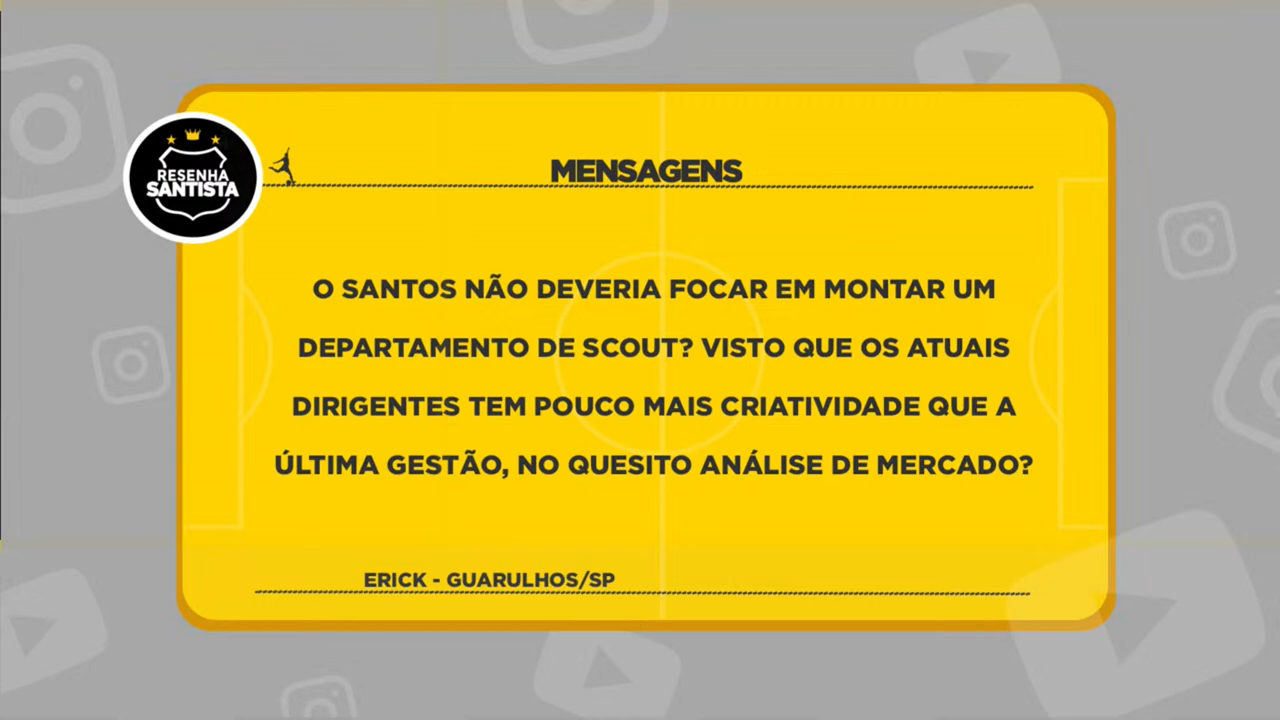 RESENHA
SANTISTA
MENSAGENS
O SANTOS NÃO DEVERIA FOCAR EM MONTAR UM
DEPARTAMENTO DE SCOUT? VISTO QUE OS ATUAIS
DIRIGENTES TEM POUCO MAIS CRIATIVIDADE QUE A
ÚLTIMA GESTÃO, NO QUESITO ANÁLISE DE MERCADO?
ERICK - GUARULHOS/SP